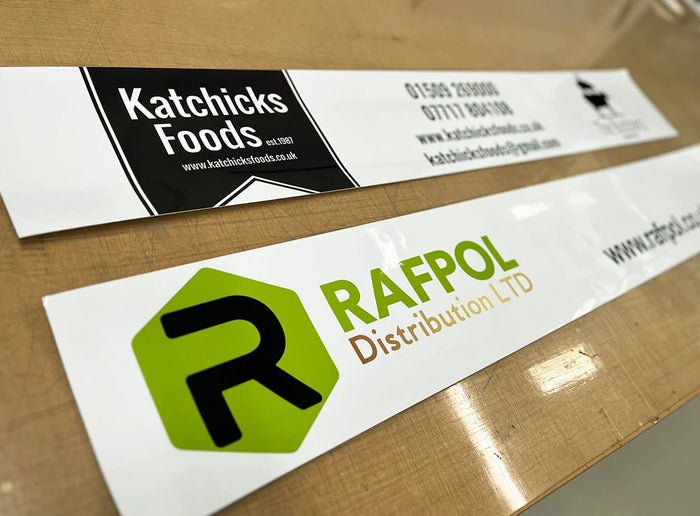 Katchicks
Foods est.1987
www.katchicksfoods.co.uk
01509 269000
07717 804108
www.katchicksfoods.co.uk
katchicksfoods@gmail.com
R
RAFPOL
Distribution LTD
www.rafpol.co